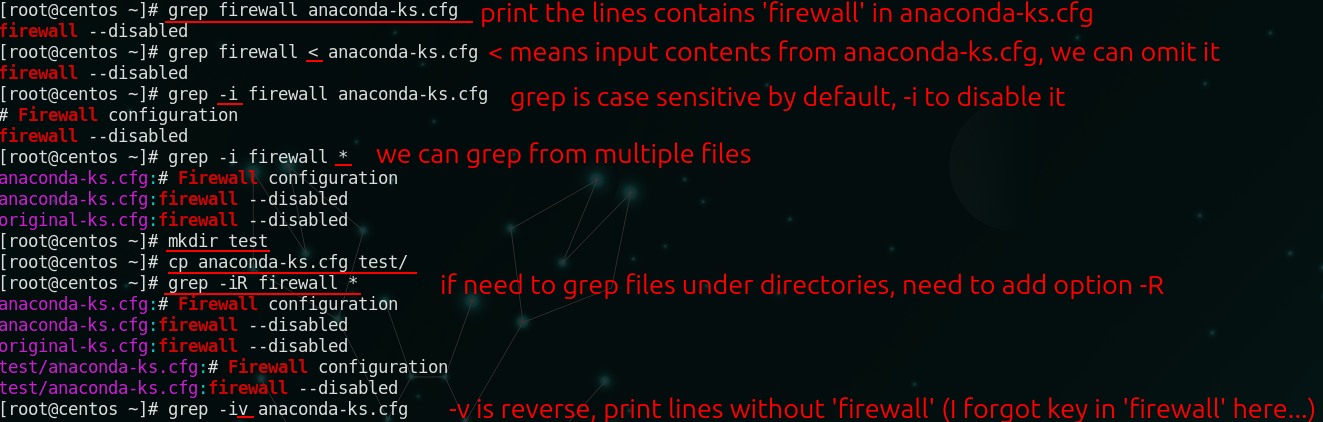 [root@centos ~]# grep firewall anaconda-ks.cfg print the lines contains 'firewall' in anaconda-ks.cfg
firewall --disabled
[root@centos ~]# grep firewall < anaconda-ks.cfg < means input contents from anaconda-ks.cfg, we can omit it
firewall --disabled
[root@centos ~]# grep -i firewall anaconda-ks.cfg grep is case sensitive by default, -i to disable it
# Firewall configuration
firewall --disabled
[root@centos ~]# grep -i firewall * we can grep from multiple files
anaconda-ks.cfg:# Firewall configuration
anaconda-ks.cfg:firewall --disabled
original-ks.cfg:firewall --disabled
[root@centos ~]# mkdir test
[root@centos ~]# cp anaconda-ks.cfg test/
[root@centos ~]# grep -iR firewall * if need to grep files under directories, need to add option -R
anaconda-ks.cfg:# Firewall configuration
anaconda-ks.cfg:firewall --disabled
original-ks.cfg:firewall --disabled
test/anaconda-ks.cfg:# Firewall configuration
test/anaconda-ks.cfg:firewall --disabled
[root@centos ~]# grep -iv anaconda-ks.cfg -v is reverse, print lines without 'firewall' (I forgot key in 'firewall' here...)